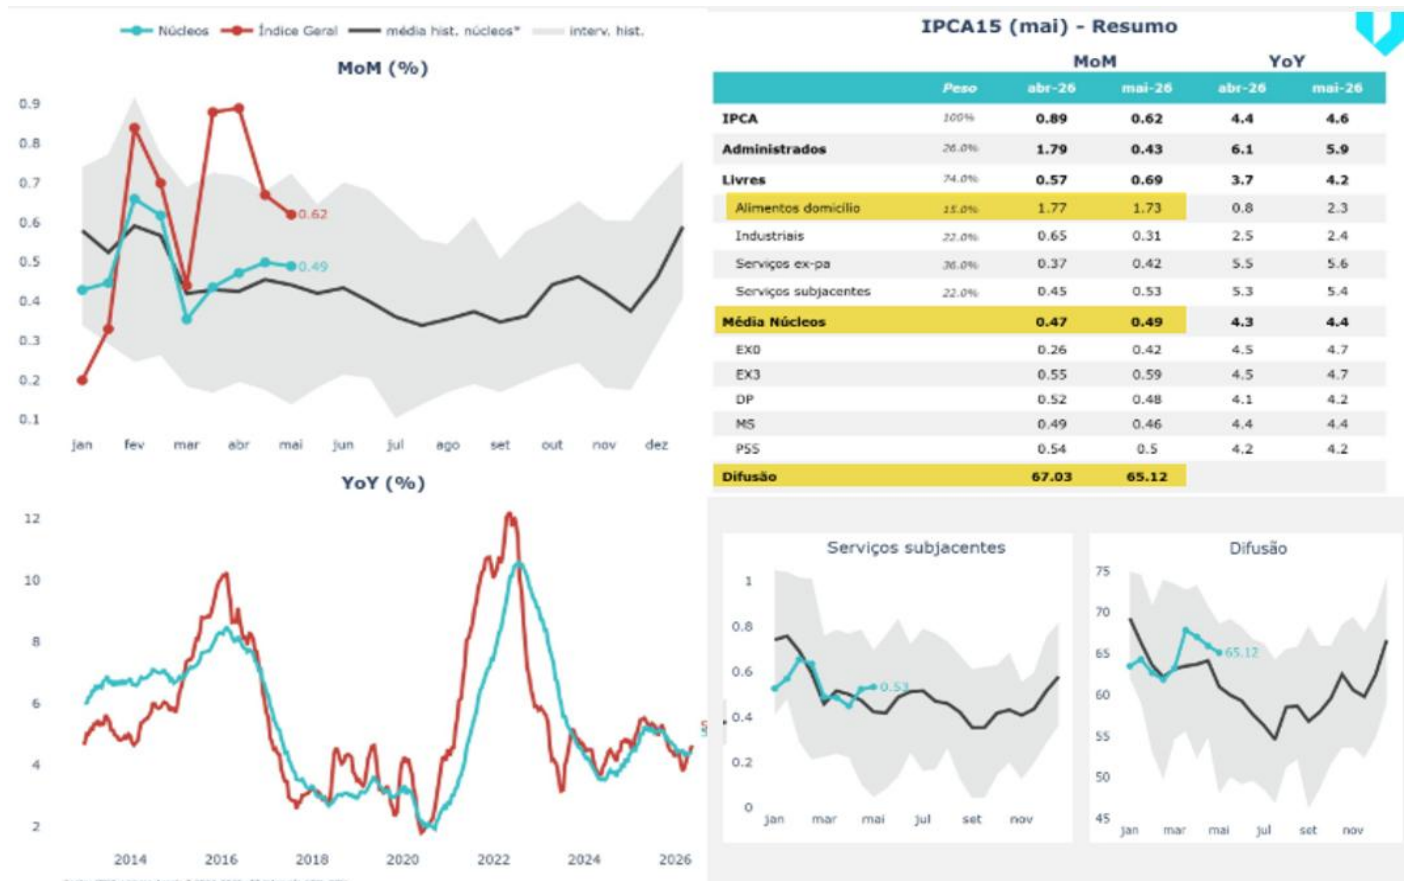 Núcleos Índice Geral média hist. núcleos* interv. hist.
MoM (%)
0.9
0.8
0.7
0.6
0.5
0.4
0.3
0.2
0.1
0.62
0.49
jan fev mar abr mai jun jul ago set out nov dez
YoY (%)
12
10
8
6
4
2
2014 2016 2018 2020 2022 2024 2026
IPCA15 (mai) - Resumo
MoM YoY
Peso abr-26 mai-26 abr-26 mai-26
IPCA 100% 0.89 0.62 4.4 4.6
Administrados 26.0% 1.79 0.43 6.1 5.9
Livres 74.0% 0.57 0.69 3.7 4.2
Alimentos domicílio 15.0% 1.77 1.73 0.8 2.3
Industriais 22.0% 0.65 0.31 2.5 2.4
Serviços ex-pa 36.0% 0.37 0.42 5.5 5.6
Serviços subjacentes 22.0% 0.45 0.53 5.3 5.4
Média Núcleos 0.47 0.49 4.3 4.4
EX0 0.26 0.42 4.5 4.7
EX3 0.55 0.59 4.5 4.7
DP 0.52 0.48 4.1 4.2
MS 0.49 0.46 4.4 4.4
P55 0.54 0.5 4.2 4.2
Difusão 67.03 65.12
Serviços subjacentes
1
0.8
0.6
0.4
0.2
0
0.53
jan mar mai jul set nov
Difusão
75
70
65
60
55
50
45
65.12
jan mar mai jul set nov